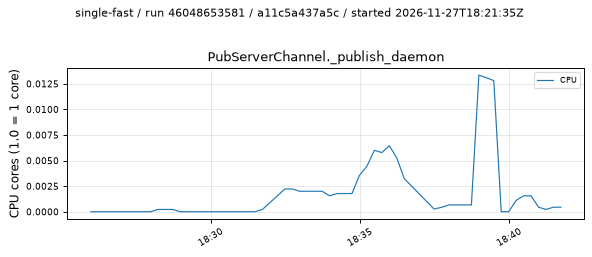 single-fast / run 46048653581 / a11c5a437a5c / started 2026-11-27T18:21:35Z
PubServerChannel._publish_daemon
CPU
CPU cores (1.0 = 1 core)
0.0125
0.0100
0.0075
0.0050
0.0025
0.0000
18:30
18:35
18:40